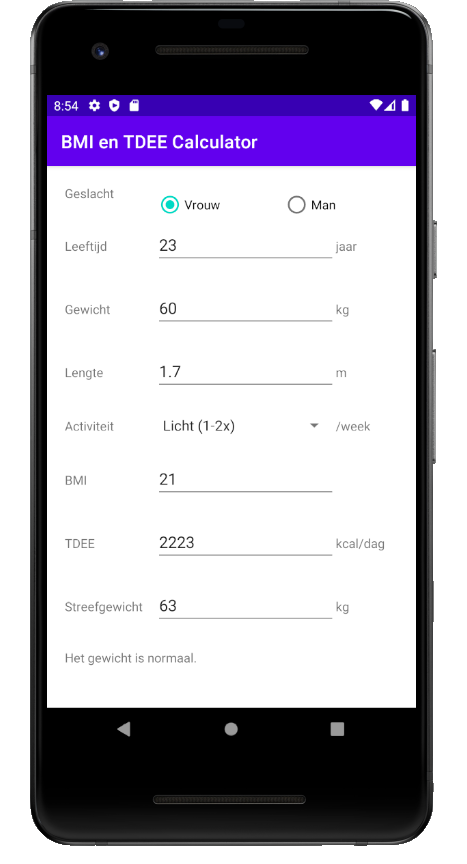 8:54
BMI en TDEE Calculator
Geslacht Vrouw Man
Leeftijd 23 jaar
Gewicht 60 kg
Lengte 1.7 m
Activiteit Licht (1-2x) /week
BMI 21
TDEE 2223 kcal/dag
Streefgewicht 63 kg
Het gewicht is normaal.